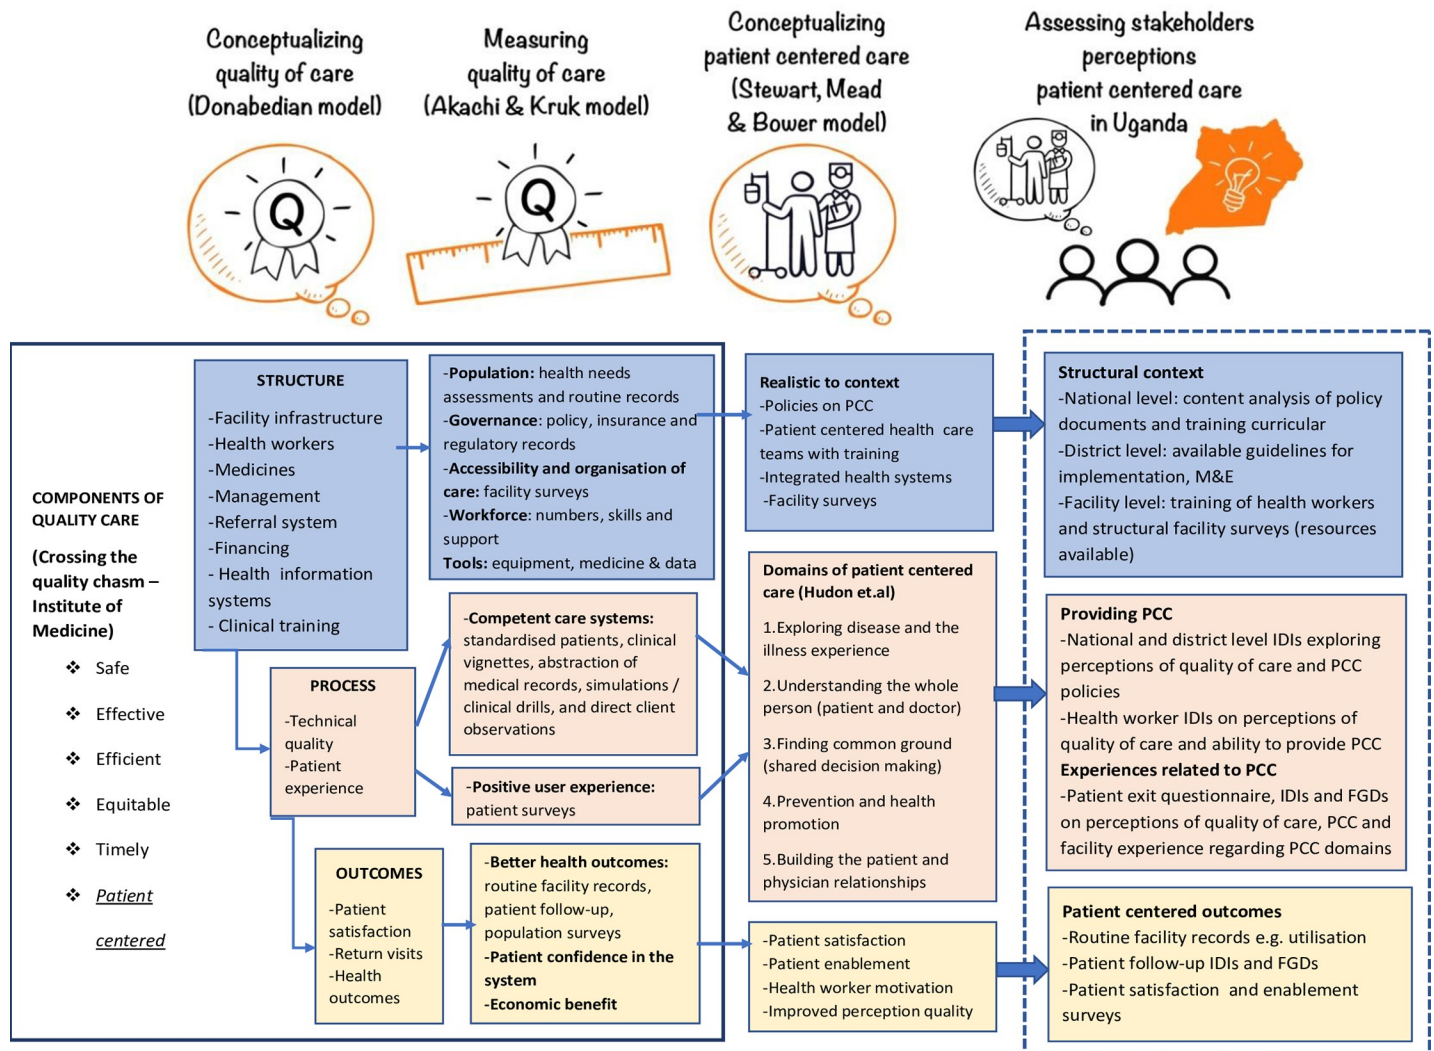 Conceptualizing
quality of care
(Donabedian model)
Q
Measuring
quality of care
(Akachi & Kruk model)
Q
Conceptualizing
patient centered care
(Stewart, Mead
& Bower model)
Assessing stakeholders
perceptions
patient centered care
in Uganda
COMPONENTS OF
QUALITY CARE
(Crossing the
quality chasm –
Institute of
Medicine)
❖ Safe
❖ Effective
❖ Efficient
❖ Equitable
❖ Timely
❖ Patient
centered
STRUCTURE
-Facility infrastructure
-Health workers
-Medicines
-Management
-Referral system
-Financing
- Health information
systems
- Clinical training
-Population: health needs
assessments and routine records
-Governance: policy, insurance and
regulatory records
-Accessibility and organisation of
care: facility surveys
-Workforce: numbers, skills and
support
Tools: equipment, medicine & data
Realistic to context
-Policies on PCC
-Patient centered health care
teams with training
-Integrated health systems
-Facility surveys
Structural context
-National level: content analysis of policy
documents and training curricular
-District level: available guidelines for
implementation, M&E
-Facility level: training of health workers
and structural facility surveys (resources
available)
PROCESS
-Technical
quality
-Patient
experience
-Competent care systems:
standardised patients, clinical
vignettes, abstraction of
medical records, simulations /
clinical drills, and direct client
observations
-Positive user experience:
patient surveys
Domains of patient centered
care (Hudon et.al)
1.Exploring disease and the
illness experience
2.Understanding the whole
person (patient and doctor)
3.Finding common ground
(shared decision making)
4.Prevention and health
promotion
5.Building the patient and
physician relationships
Providing PCC
-National and district level IDIs exploring
perceptions of quality of care and PCC
policies
-Health worker IDIs on perceptions of
quality of care and ability to provide PCC
Experiences related to PCC
-Patient exit questionnaire, IDIs and FGDs
on perceptions of quality of care, PCC and
facility experience regarding PCC domains
OUTCOMES
-Patient
satisfaction
-Return visits
-Health
outcomes
-Better health outcomes:
routine facility records,
patient follow-up,
population surveys
-Patient confidence in the
system
-Economic benefit
-Patient satisfaction
-Patient enablement
-Health worker motivation
-Improved perception quality
Patient centered outcomes
-Routine facility records e.g. utilisation
-Patient follow-up IDIs and FGDs
-Patient satisfaction and enablement
surveys